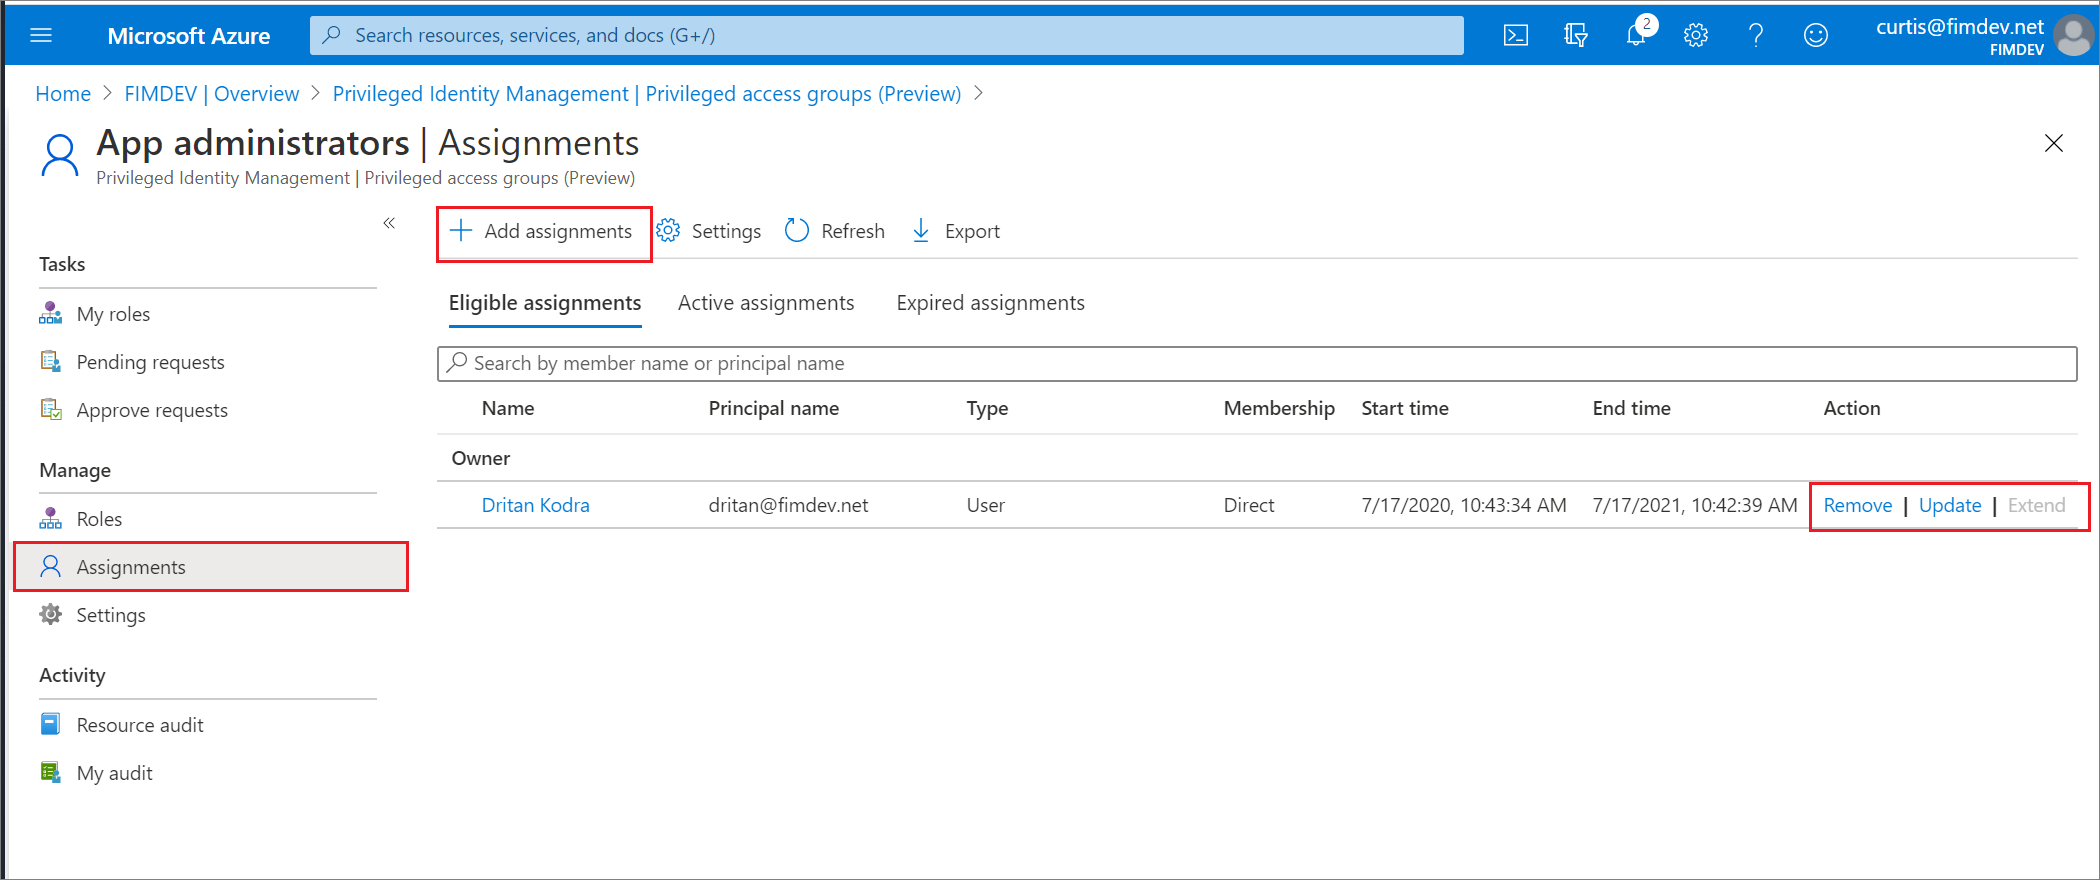 Microsoft Azure
Search resources, services, and docs (G+/)
2
curtis@fimdev.net
FIMDEV
Home > FIMDEV | Overview > Privileged Identity Management | Privileged access groups (Preview) >
App administrators | Assignments
Privileged Identity Management | Privileged access groups (Preview)
«
Add assignments
Settings
Refresh
Export
Tasks
My roles
Pending requests
Approve requests
Manage
Roles
Assignments
Settings
Activity
Resource audit
My audit
Eligible assignments
Active assignments
Expired assignments
Search by member name or principal name
Name Principal name Type Membership Start time End time Action
Owner
Dritan Kodra dritan@fimdev.net User Direct 7/17/2020, 10:43:34 AM 7/17/2021, 10:42:39 AM Remove | Update | Extend